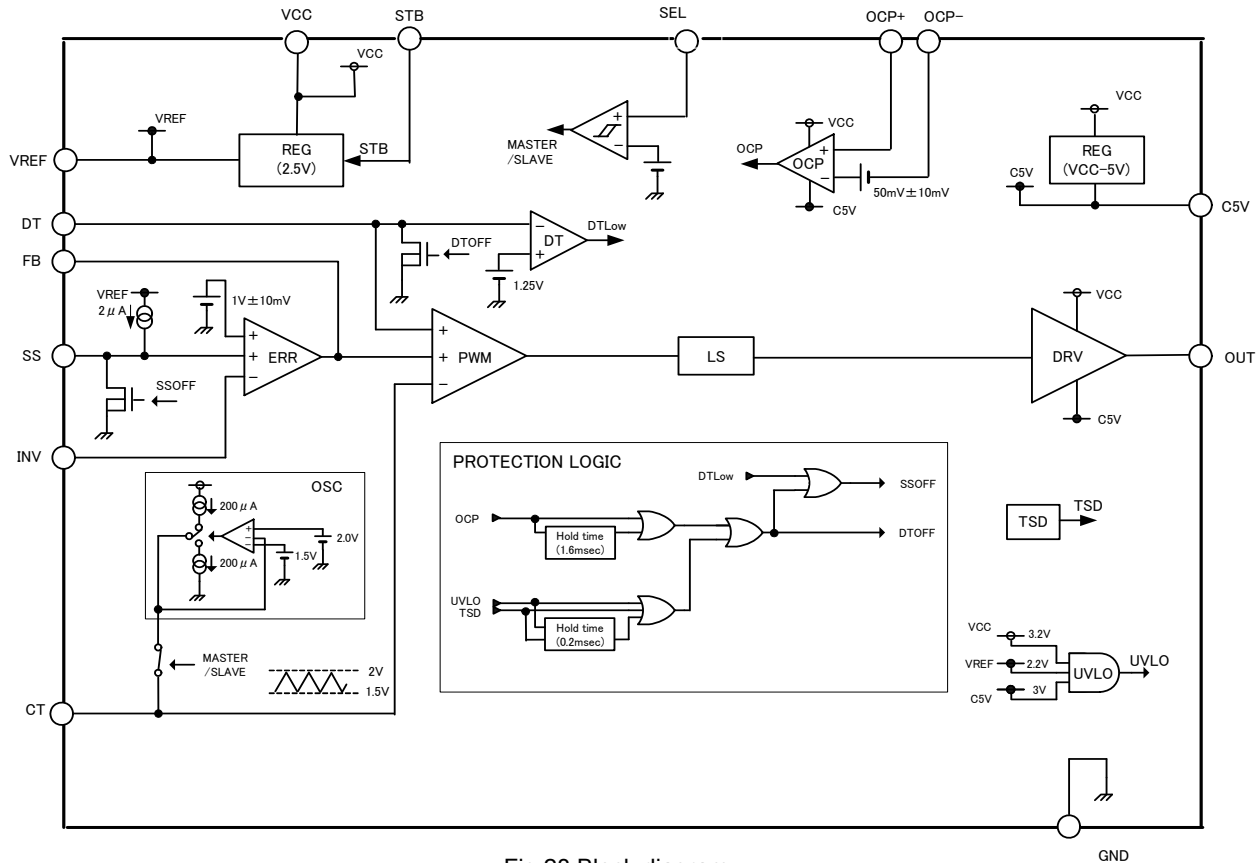 VCC
STB
SEL
OCP+
OCP−
VCC
VREF
VREF
REG
(2.5V)
STB
MASTER
/SLAVE
+
−
OCP
VCC
OCP
+
−
C5V
50mV±10mV
VCC
REG
(VCC−5V)
C5V
C5V
DT
FB
DTOFF
−
+
DT
DTLow
1.25V
VREF
2μA
1V±10mV
SS
+
+
−
ERR
SSOFF
+
+
−
PWM
LS
VCC
DRV
C5V
OUT
INV
OSC
200μA
200μA
+
−
−
1.5V
2.0V
MASTER
/SLAVE
2V
1.5V
CT
PROTECTION LOGIC
DTLow
SSOFF
OCP
Hold time
(1.6msec)
DTOFF
UVLO
TSD
Hold time
(0.2msec)
TSD
TSD
VCC
3.2V
VREF
2.2V
C5V
3V
UVLO
UVLO
GND